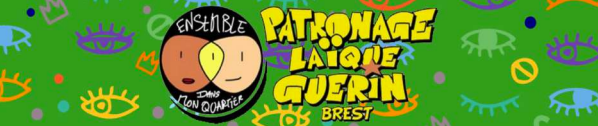 ENSEMBLE
DANS
MON QUARTIER
PATRONAGE
LAÏQUE
GUERIN
BREST